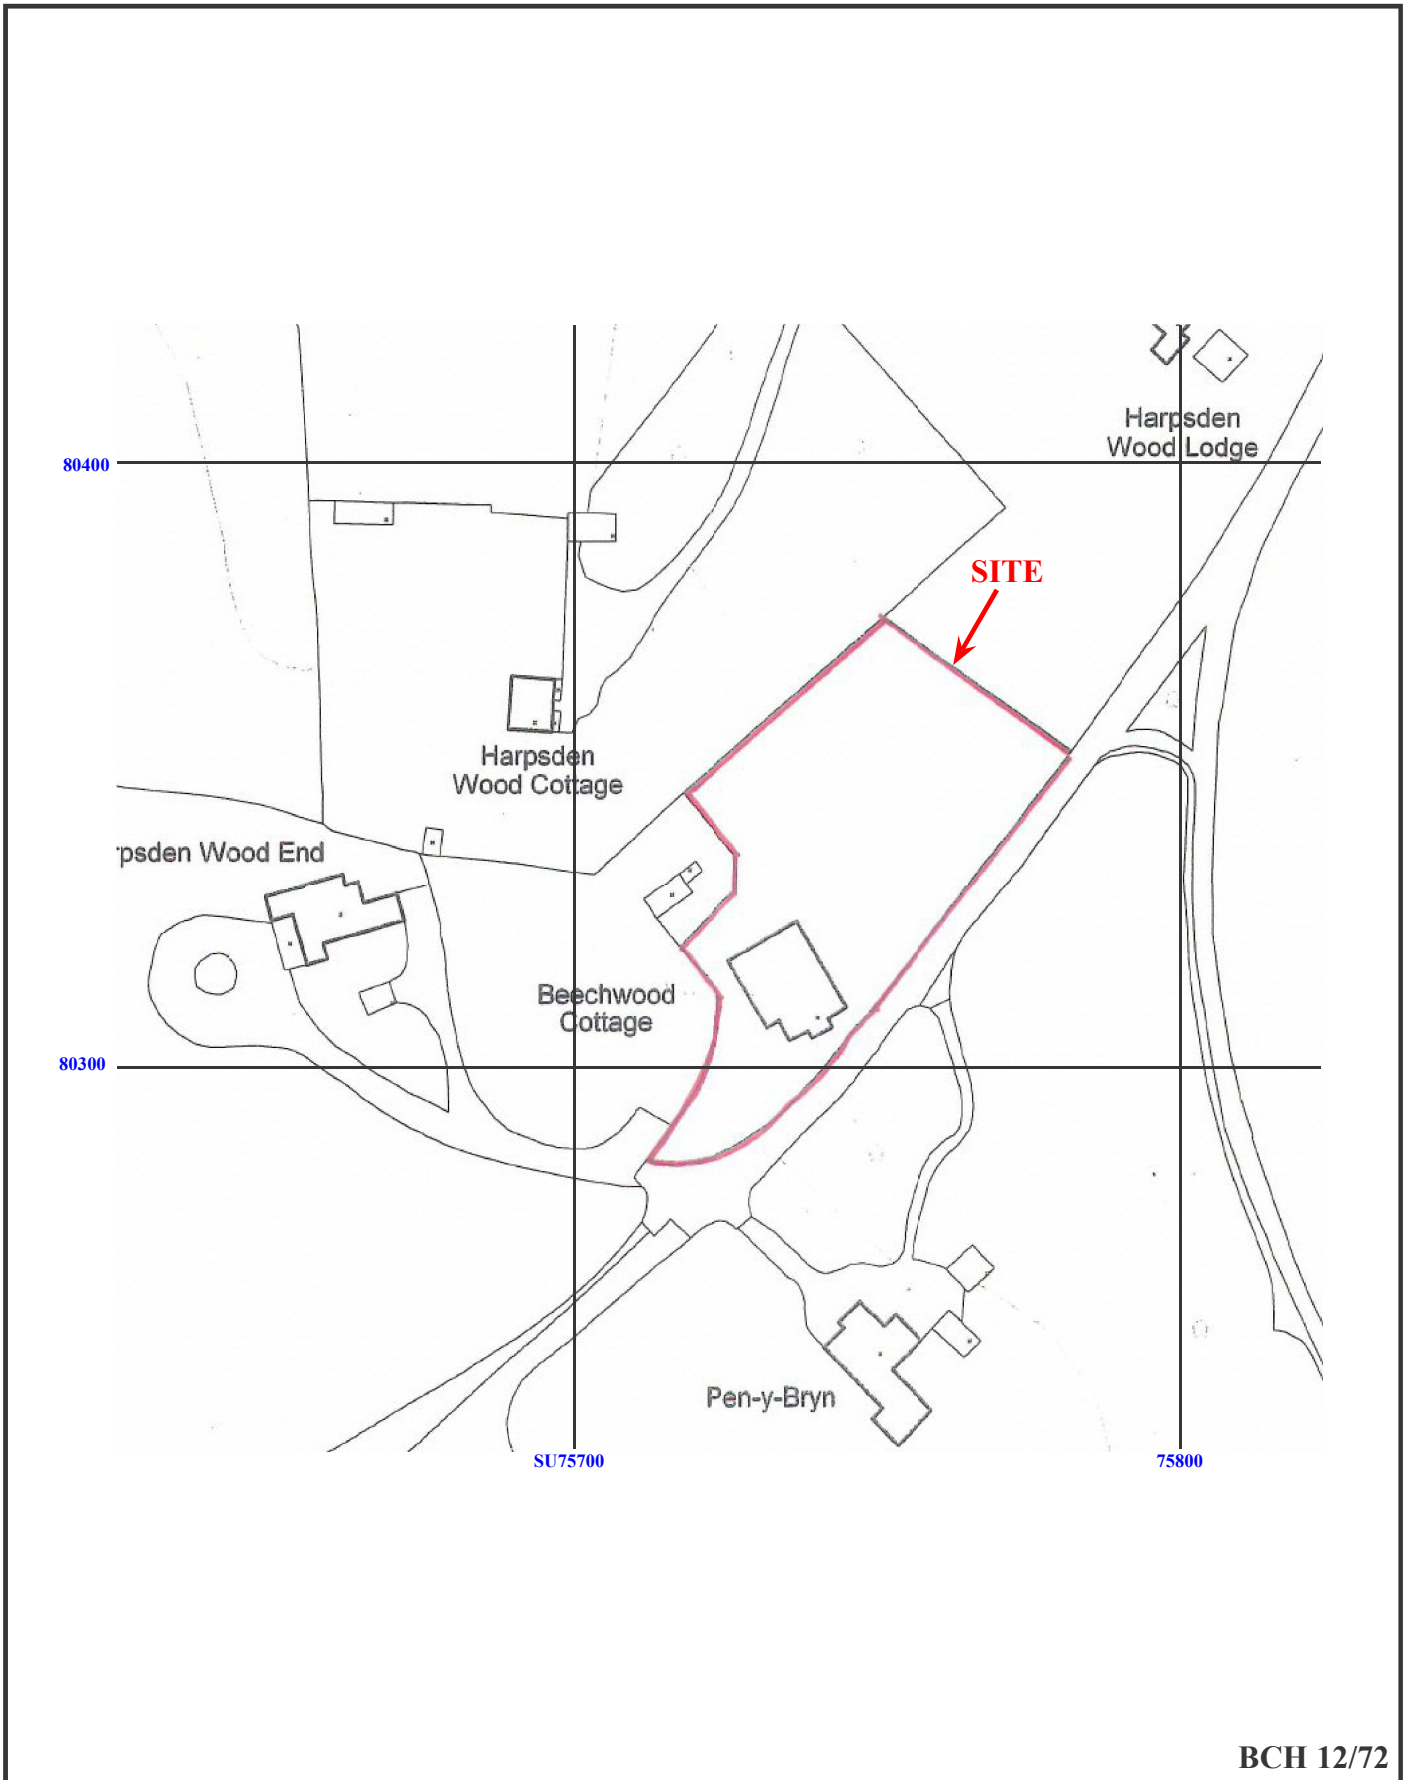 Harpsden
Wood Lodge
80400
SITE
Harpsden
Wood Cottage
rpsden Wood End
Beechwood
Cottage
80300
Pen-y-Bryn
SU75700
75800
BCH 12/72